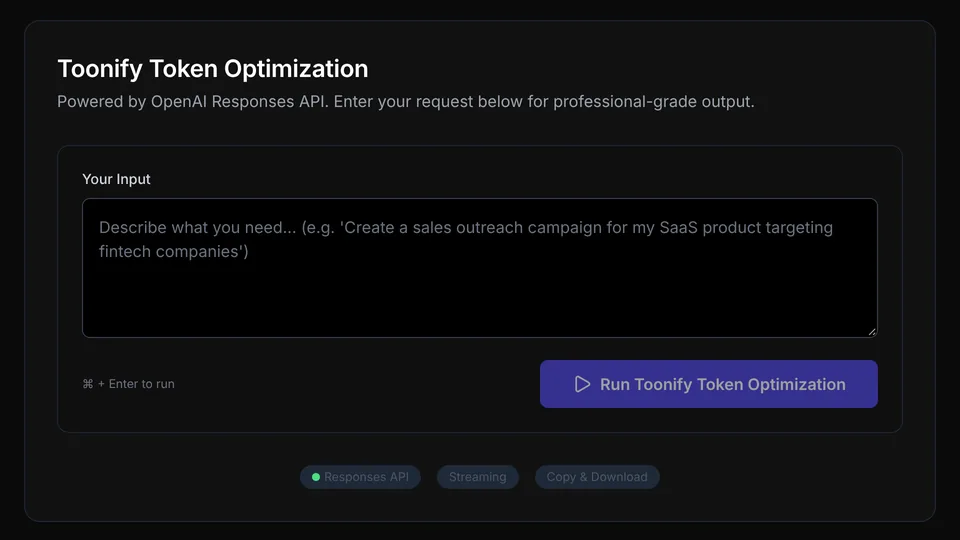 Toonify Token Optimization
Powered by OpenAI Responses API. Enter your request below for professional-grade output.
Your Input
Describe what you need... (e.g. 'Create a sales outreach campaign for my SaaS product targeting
fintech companies')
⌘ + Enter to run
Run Toonify Token Optimization
Responses API
Streaming
Copy & Download